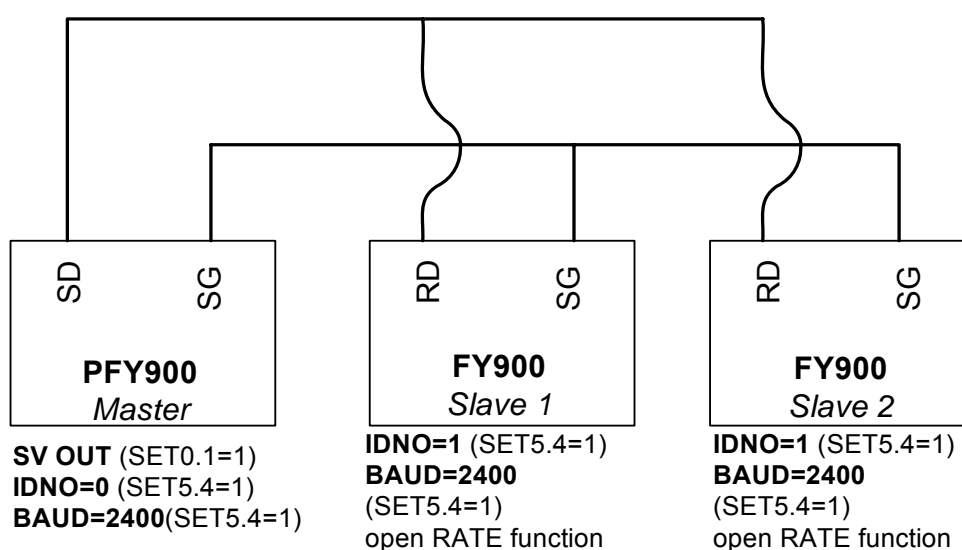 SD
SG
PFY900
Master
SV OUT (SET0.1=1)
IDNO=0 (SET5.4=1)
BAUD=2400(SET5.4=1)
RD
SG
FY900
Slave 1
IDNO=1 (SET5.4=1)
BAUD=2400
(SET5.4=1)
open RATE function
RD
SG
FY900
Slave 2
IDNO=1 (SET5.4=1)
BAUD=2400
(SET5.4=1)
open RATE function